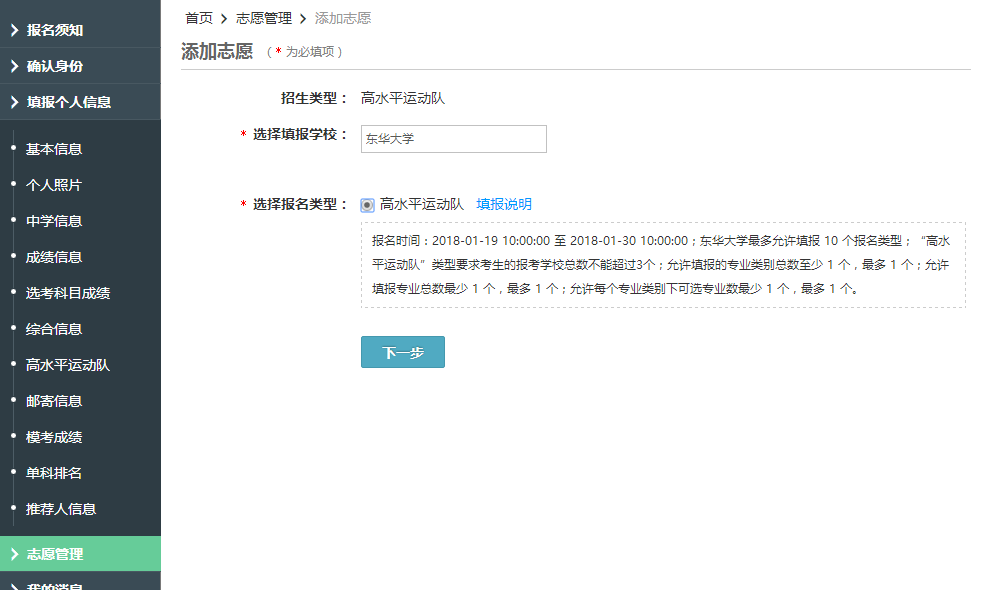 首页 > 志愿管理 > 添加志愿
添加志愿 （ * 为必填项 ）
报名须知
确认身份
填报个人信息
基本信息
个人照片
中学信息
成绩信息
选考科目成绩
综合信息
高水平运动队
邮寄信息
模考成绩
单科排名
推荐人信息
志愿管理
我的消息
招生类型： 高水平运动队
* 选择填报学校： 东华大学
* 选择报名类型： 高水平运动队 填报说明
报名时间：2018-01-19 10:00:00 至 2018-01-30 10:00:00；东华大学最多允许填报 10 个报名类型； “高水
平运动队”类型要求考生的报考学校总数不能超过3个；允许填报的专业类别总数至少 1 个，最多 1 个；允许
填报专业总数最少 1 个，最多 1 个；允许每个专业类别下可选专业数最少 1 个，最多 1 个。
下一步